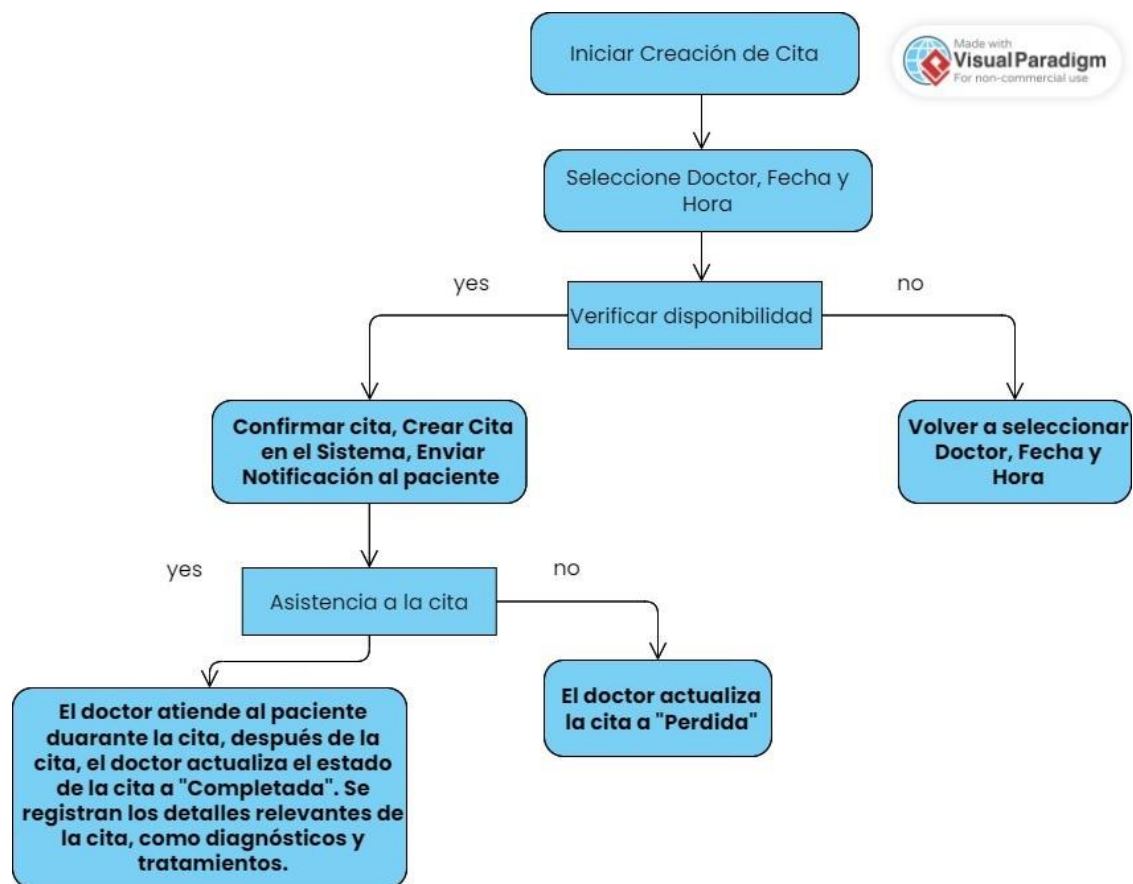 Iniciar Creación de Cita
Made with
Visual Paradigm
For non-commercial use
Seleccione Doctor, Fecha y
Hora
yes
no
Verificar disponibilidad
Confirmar cita, Crear Cita
en el Sistema, Enviar
Notificación al paciente
Volver a seleccionar
Doctor, Fecha y
Hora
yes
no
Asistencia a la cita
El doctor actualiza
la cita a "Perdida"
El doctor atiende al paciente
duarante la cita, después de la
cita, el doctor actualiza el estado
de la cita a "Completada". Se
registran los detalles relevantes de
la cita, como diagnósticos y
tratamientos.